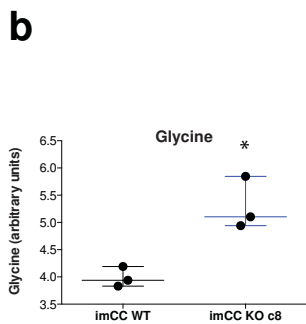 b
Glycine
*
Glycine (arbitrary units)
6.5
6.0
5.5
5.0
4.5
4.0
3.5
imCC WT imCC KO c8